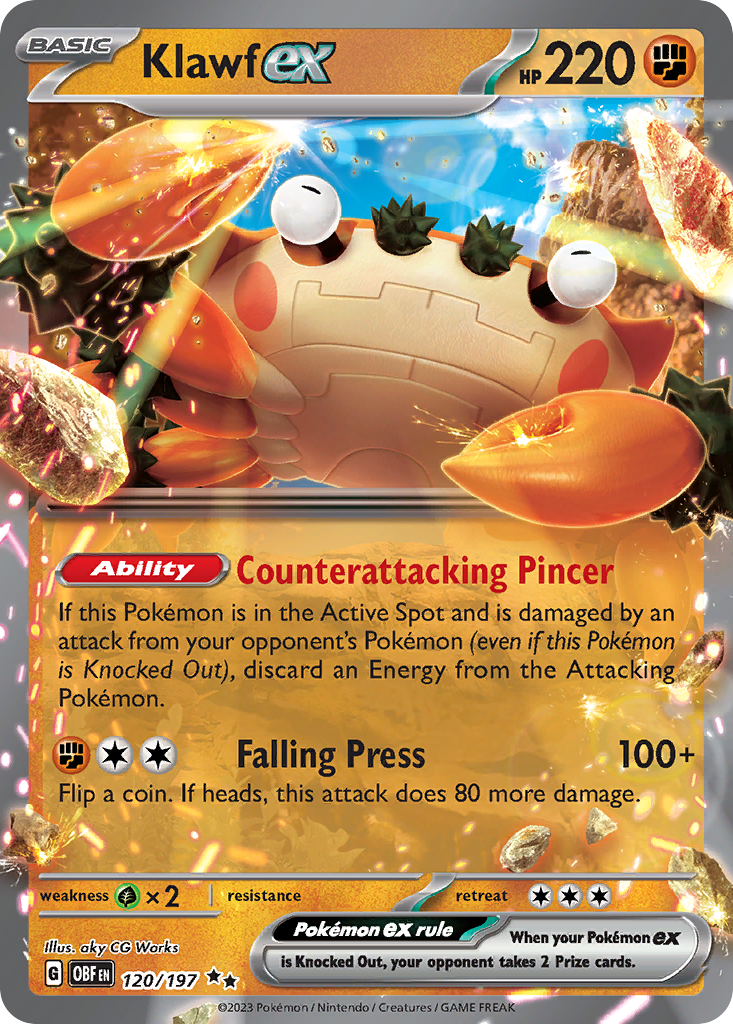 BASIC
Klawf ex
HP 220
Ability Counterattacking Pincer
If this Pokémon is in the Active Spot and is damaged by an
attack from your opponent's Pokémon (even if this Pokémon
is Knocked Out), discard an Energy from the Attacking
Pokémon.
Falling Press 100+
Flip a coin. If heads, this attack does 80 more damage.
weakness ×2 resistance retreat
Pokémon ex rule When your Pokémon ex
is Knocked Out, your opponent takes 2 Prize cards.
Illus. aky CG Works
G OBF EN 120/197
©2023 Pokémon / Nintendo / Creatures / GAME FREAK